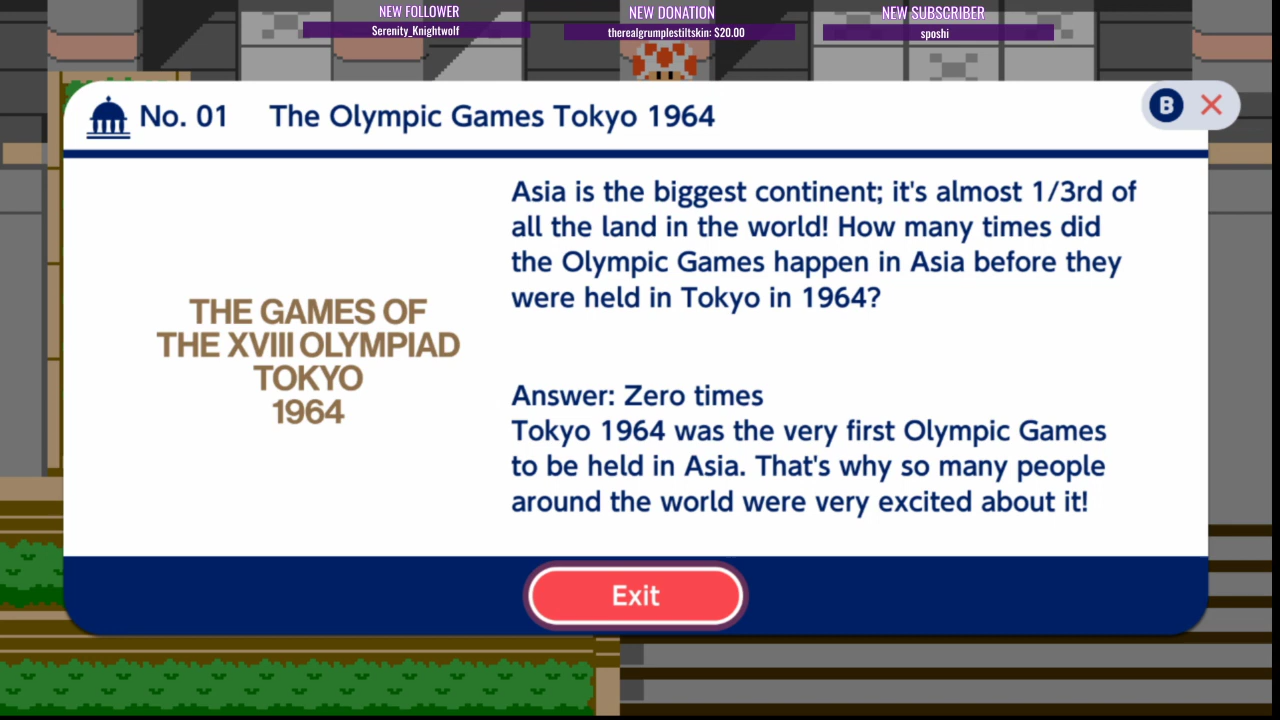 NEW FOLLOWER
Serenity_Knightwolf
NEW DONATION
therealgrumplestiltskin: $20.00
NEW SUBSCRIBER
sposhi
No. 01 The Olympic Games Tokyo 1964
B
THE GAMES OF
THE XVIII OLYMPIAD
TOKYO
1964
Asia is the biggest continent; it's almost 1/3rd of
all the land in the world! How many times did
the Olympic Games happen in Asia before they
were held in Tokyo in 1964?
Answer: Zero times
Tokyo 1964 was the very first Olympic Games
to be held in Asia. That's why so many people
around the world were very excited about it!
Exit